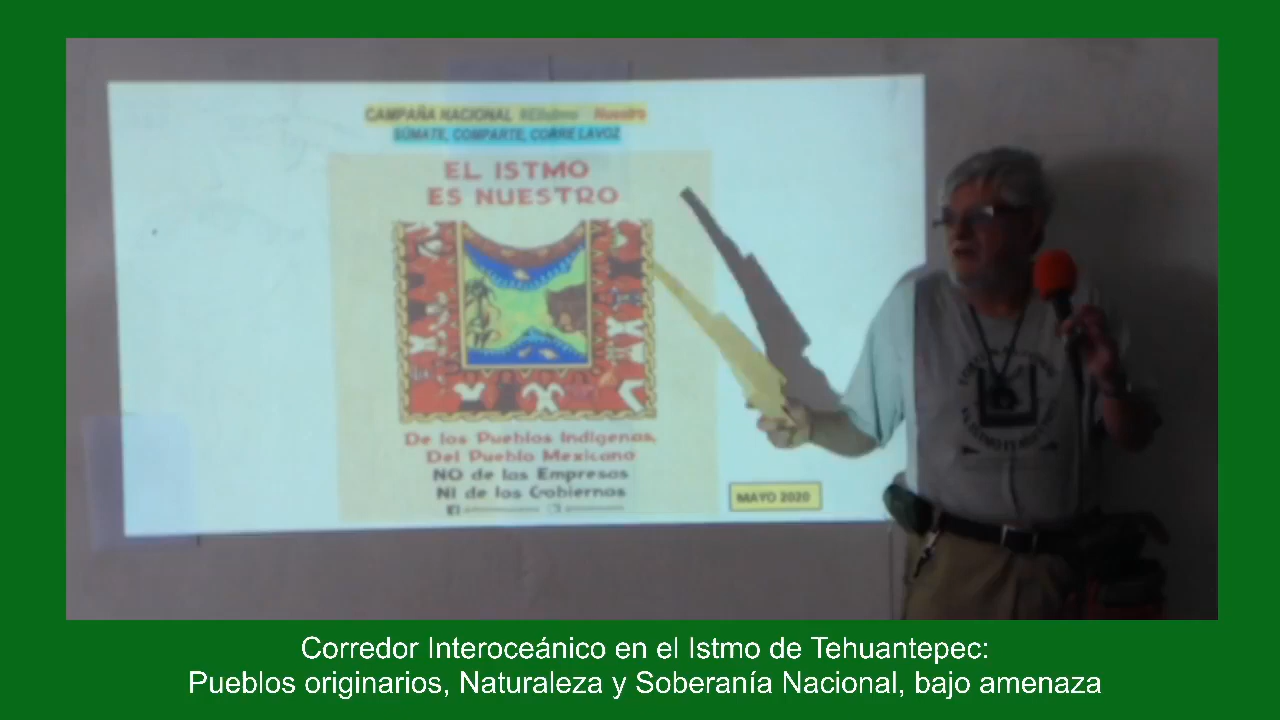 CAMPAÑA NACIONAL #ElIstmoEsNuestro
SÚMATE, COMPARTE, CORRE LA VOZ
EL ISTMO
ES NUESTRO
De los Pueblos Indígenas,
Del Pueblo Mexicano
NO de las Empresas
NI de los Gobiernos
MAYO 2020
Corredor Interoceánico en el Istmo de Tehuantepec:
Pueblos originarios, Naturaleza y Soberanía Nacional, bajo amenaza